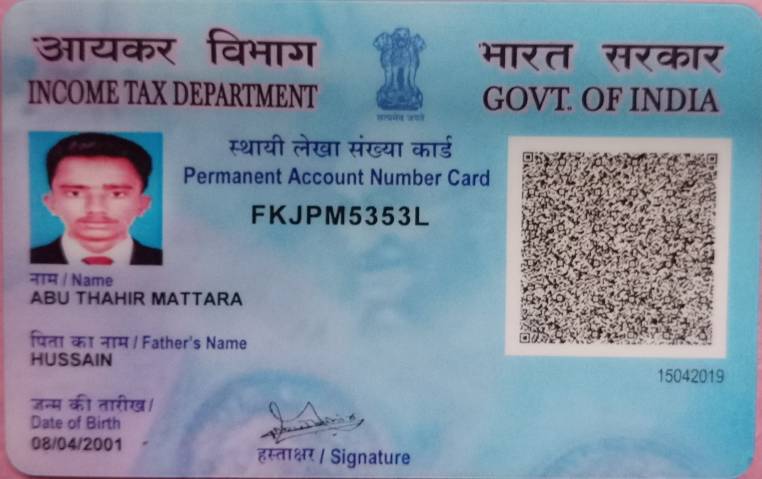 आयकर विभाग
INCOME TAX DEPARTMENT
सत्यमेव जयते
भारत सरकार
GOVT. OF INDIA
स्थायी लेखा संख्या कार्ड
Permanent Account Number Card
FKJPM5353L
नाम / Name
ABU THAHIR MATTARA
पिता का नाम / Father's Name
HUSSAIN
जन्म की तारीख/
Date of Birth
08/04/2001
हस्ताक्षर / Signature
15042019